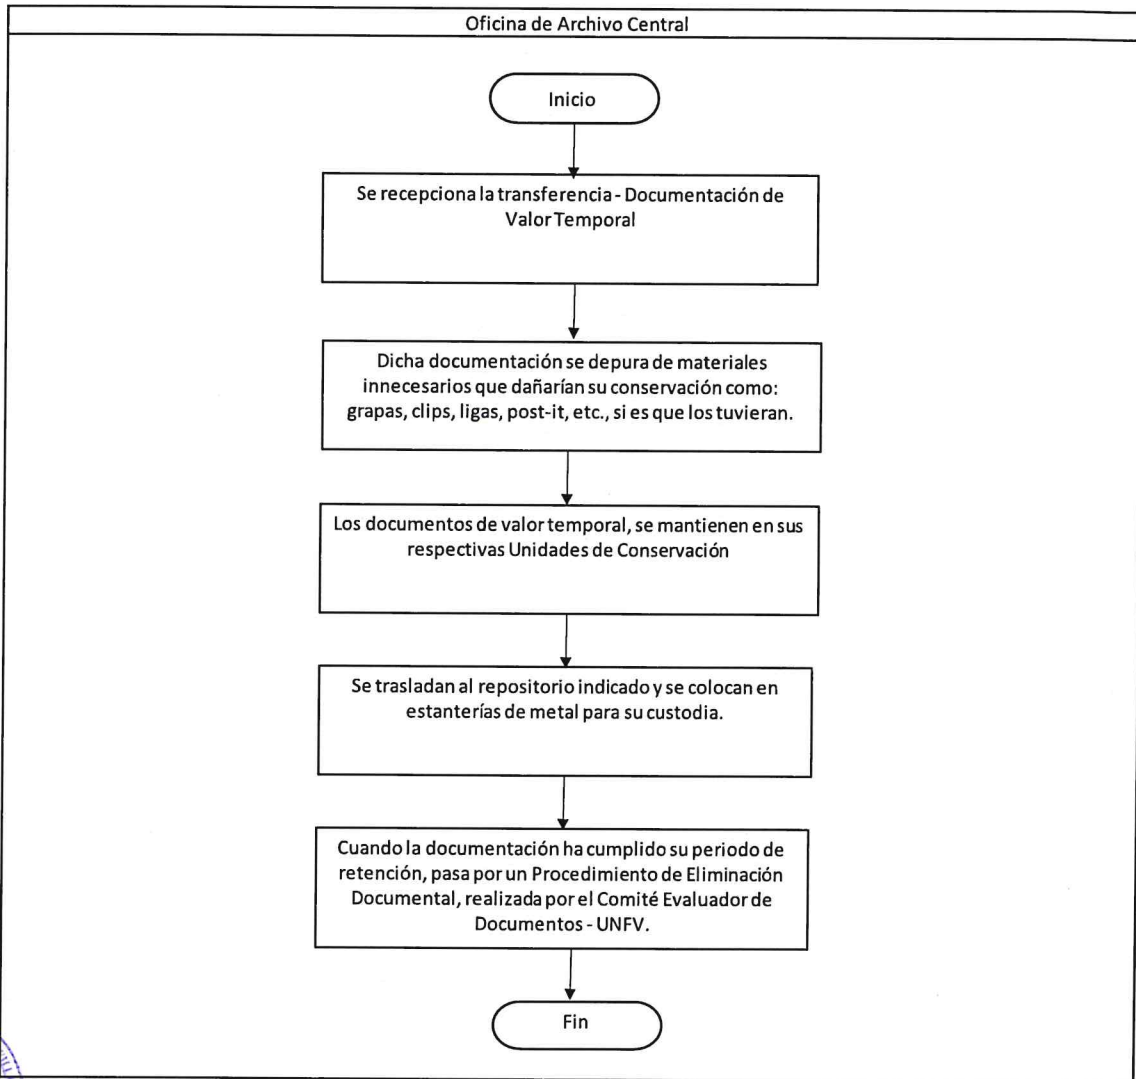 Oficina de Archivo Central
Inicio
Se recepciona la transferencia - Documentación de
Valor Temporal
Dicha documentación se depura de materiales
innecesarios que dañarían su conservación como:
grapas, clips, ligas, post-it, etc., si es que los tuvieran.
Los documentos de valor temporal, se mantienen en sus
respectivas Unidades de Conservación
Se trasladan al repositorio indicado y se colocan en
estanterías de metal para su custodia.
Cuando la documentación ha cumplido su periodo de
retención, pasa por un Procedimiento de Eliminación
Documental, realizada por el Comité Evaluador de
Documentos - UNFV.
Fin